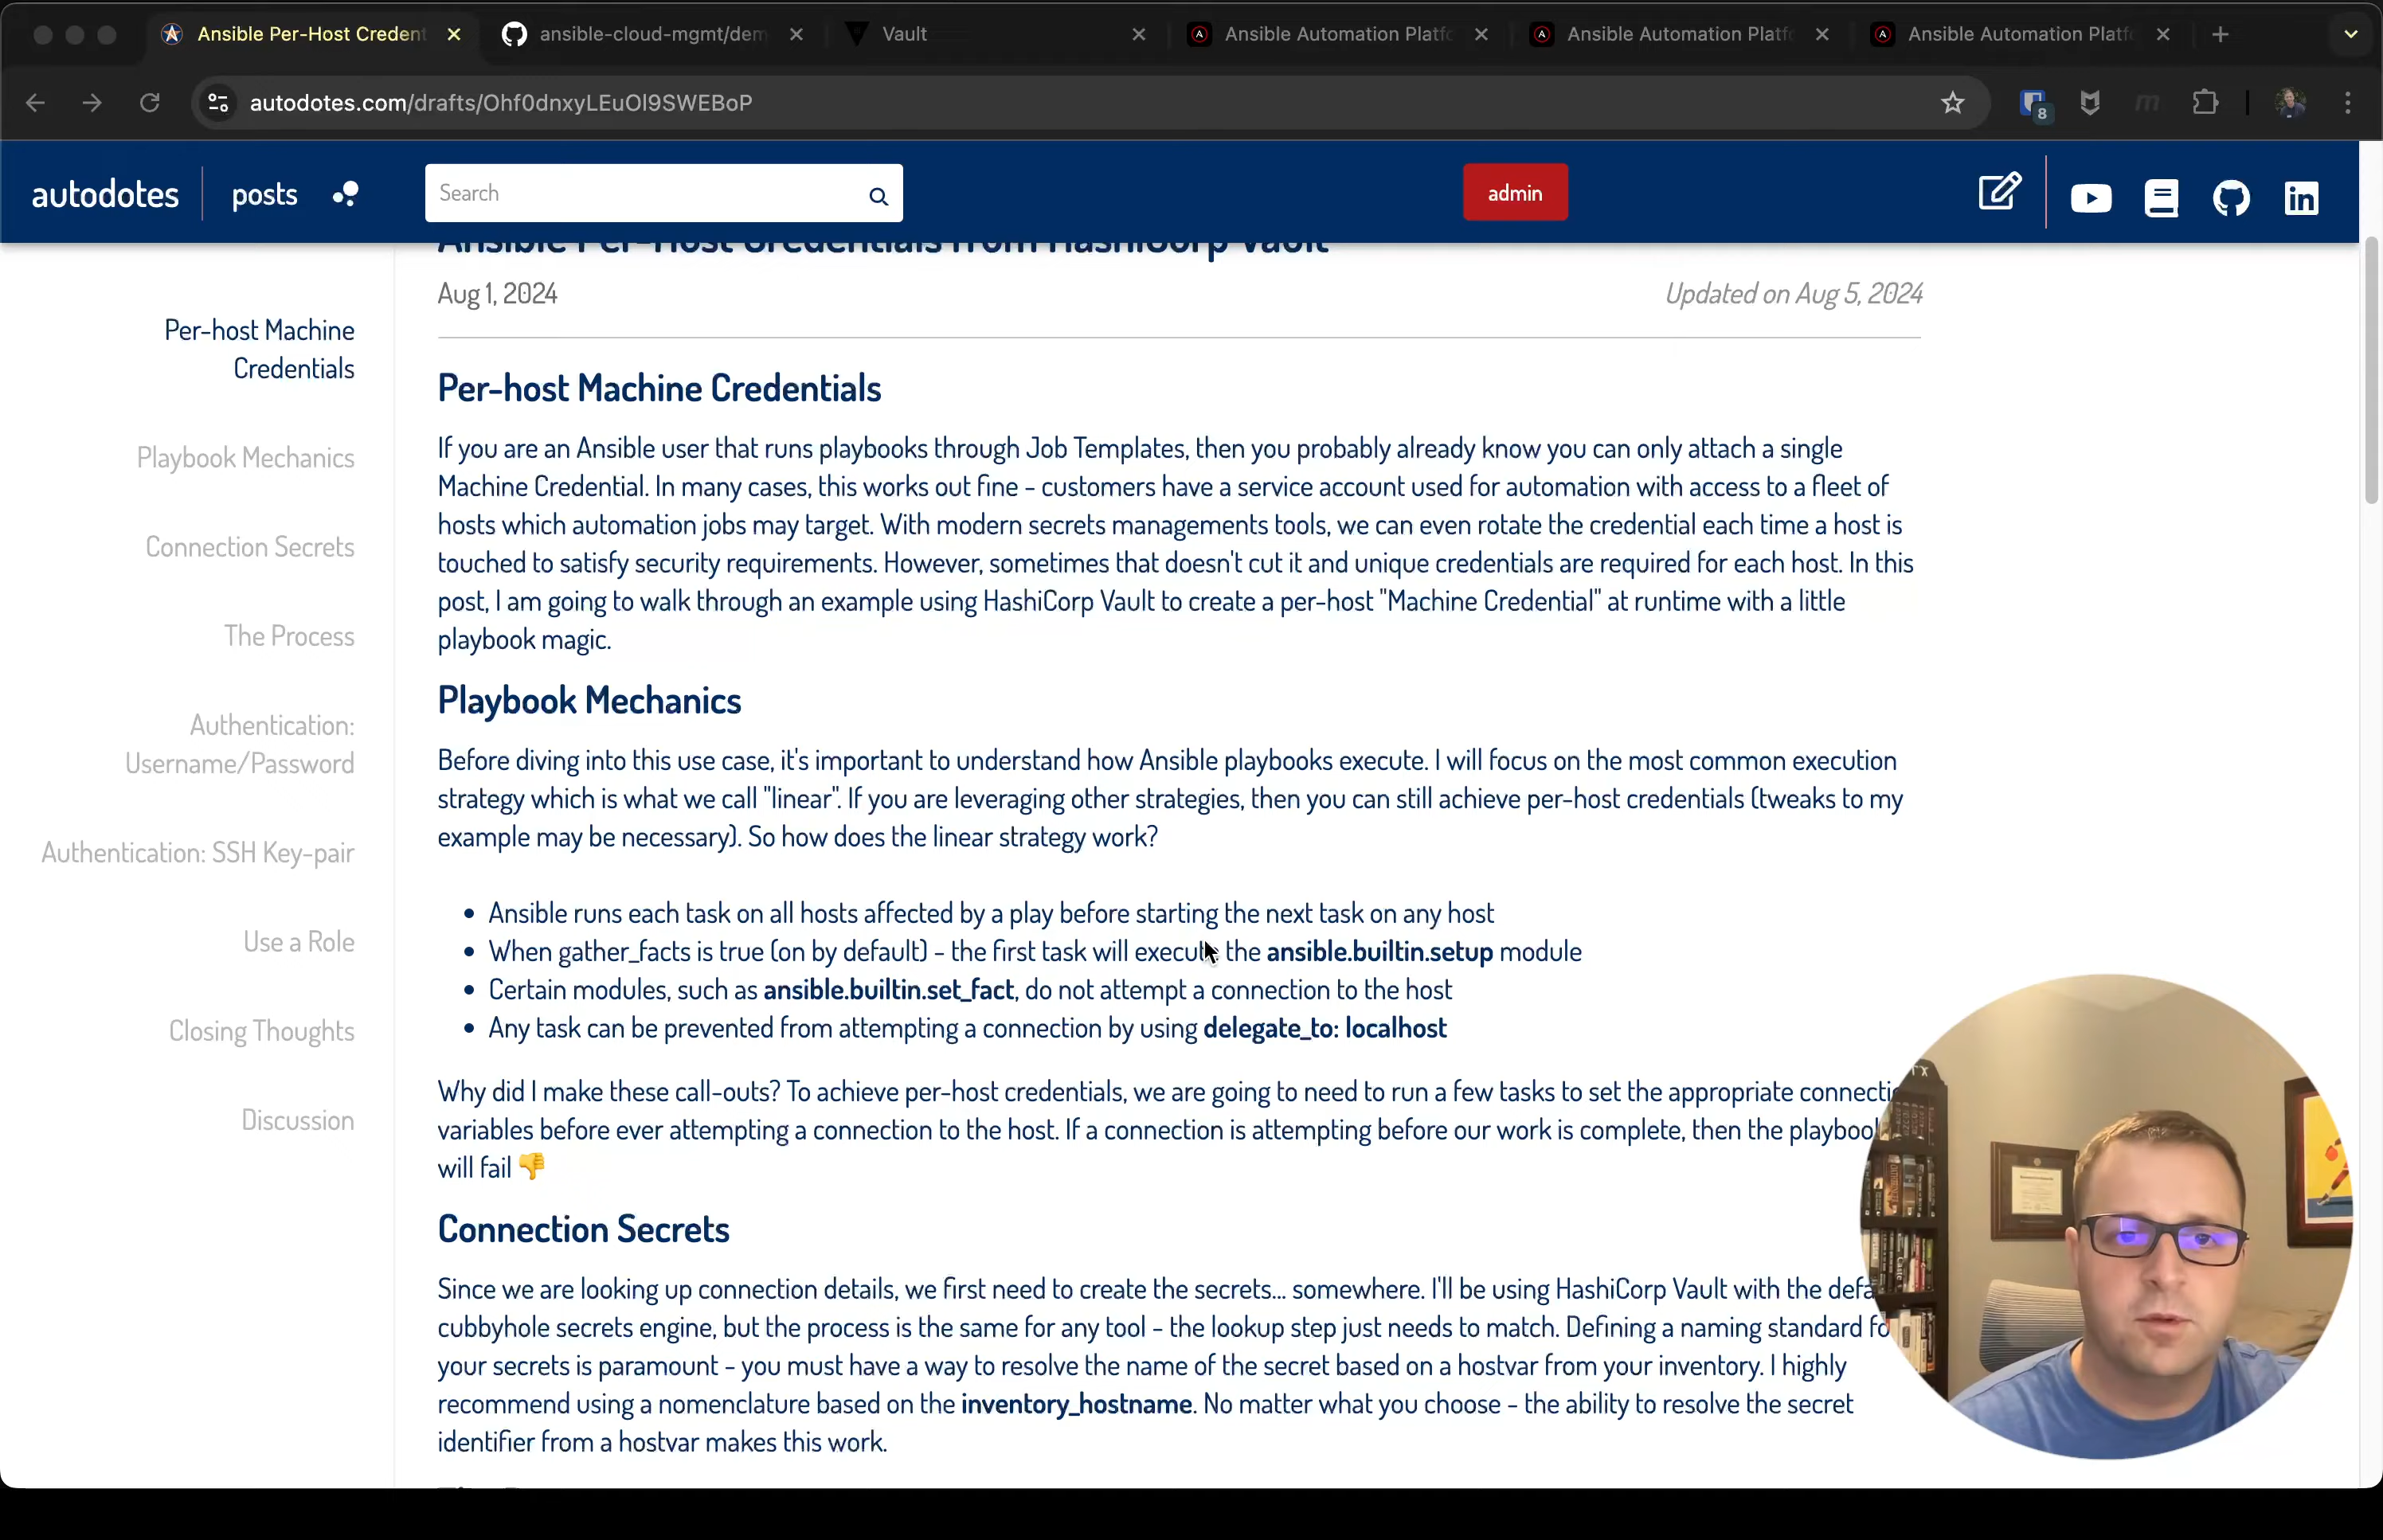 Ansible Per-Host Credent
ansible-cloud-mgmt/dem
Vault
Ansible Automation Platf
Ansible Automation Platf
Ansible Automation Platf
autodotes.com/drafts/Ohf0dnxyLEuOl9SWEBoP
8
autodotes
posts
Search
admin
Ansible Per-Host Credentials from HashiCorp Vault
Aug 1, 2024
Updated on Aug 5, 2024
Per-host Machine
Credentials
Playbook Mechanics
Connection Secrets
The Process
Authentication:
Username/Password
Authentication: SSH Key-pair
Use a Role
Closing Thoughts
Discussion
Per-host Machine Credentials
If you are an Ansible user that runs playbooks through Job Templates, then you probably already know you can only attach a single
Machine Credential. In many cases, this works out fine - customers have a service account used for automation with access to a fleet of
hosts which automation jobs may target. With modern secrets managements tools, we can even rotate the credential each time a host is
touched to satisfy security requirements. However, sometimes that doesn't cut it and unique credentials are required for each host. In this
post, I am going to walk through an example using HashiCorp Vault to create a per-host "Machine Credential" at runtime with a little
playbook magic.
Playbook Mechanics
Before diving into this use case, it's important to understand how Ansible playbooks execute. I will focus on the most common execution
strategy which is what we call "linear". If you are leveraging other strategies, then you can still achieve per-host credentials (tweaks to my
example may be necessary). So how does the linear strategy work?
• Ansible runs each task on all hosts affected by a play before starting the next task on any host
• When gather_facts is true (on by default) - the first task will execute the ansible.builtin.setup module
• Certain modules, such as ansible.builtin.set_fact, do not attempt a connection to the host
• Any task can be prevented from attempting a connection by using delegate_to: localhost
Why did I make these call-outs? To achieve per-host credentials, we are going to need to run a few tasks to set the appropriate connecti
variables before ever attempting a connection to the host. If a connection is attempting before our work is complete, then the playboo
will fail 👎
Connection Secrets
Since we are looking up connection details, we first need to create the secrets... somewhere. I'll be using HashiCorp Vault with the defa
cubbyhole secrets engine, but the process is the same for any tool - the lookup step just needs to match. Defining a naming standard fo
your secrets is paramount - you must have a way to resolve the name of the secret based on a hostvar from your inventory. I highly
recommend using a nomenclature based on the inventory_hostname. No matter what you choose - the ability to resolve the secret
identifier from a hostvar makes this work.